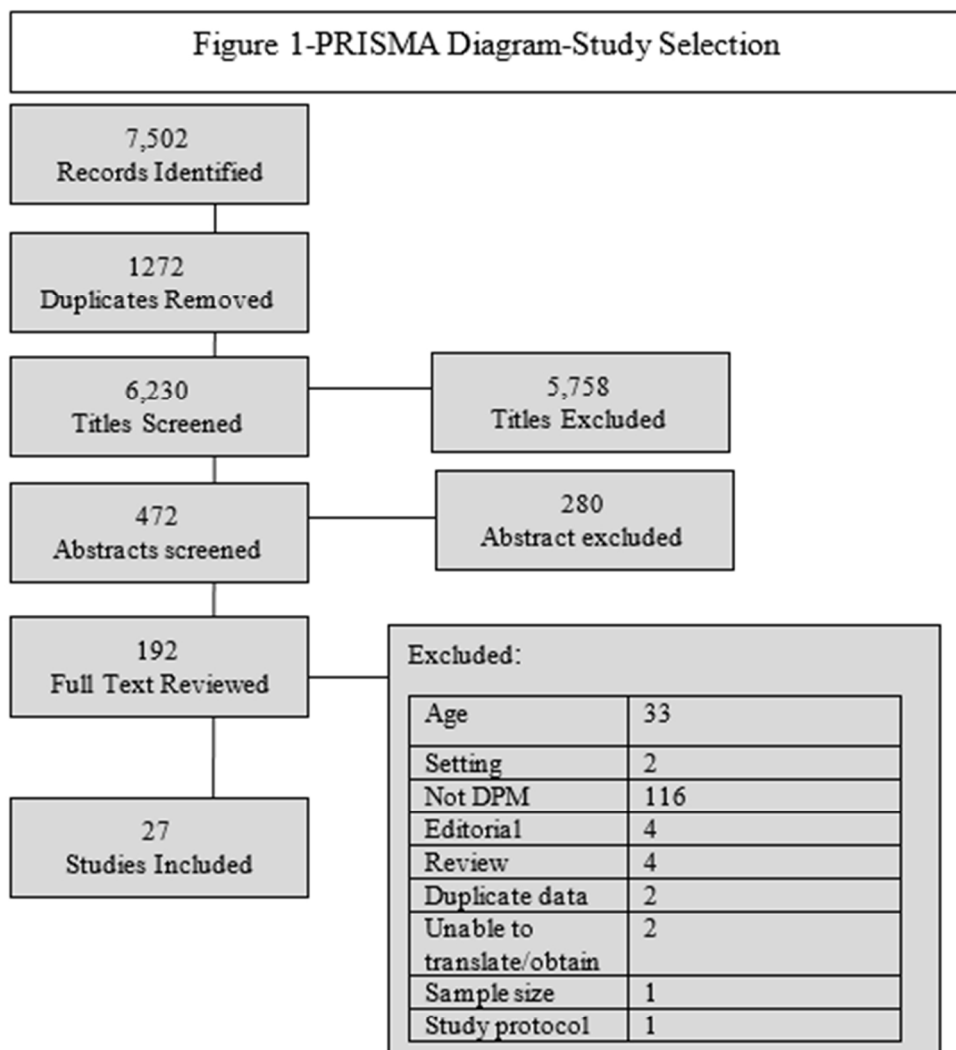 Figure 1-PRISMA Diagram-Study Selection
7,502
Records Identified
1272
Duplicates Removed
6,230
Titles Screened
5,758
Titles Excluded
472
Abstracts screened
280
Abstract excluded
192
Full Text Reviewed
Excluded:
Age 33
Setting 2
Not DPM 116
Editorial 4
Review 4
Duplicate data 2
Unable to 2
translate/obtain
Sample size 1
Study protocol 1
27
Studies Included